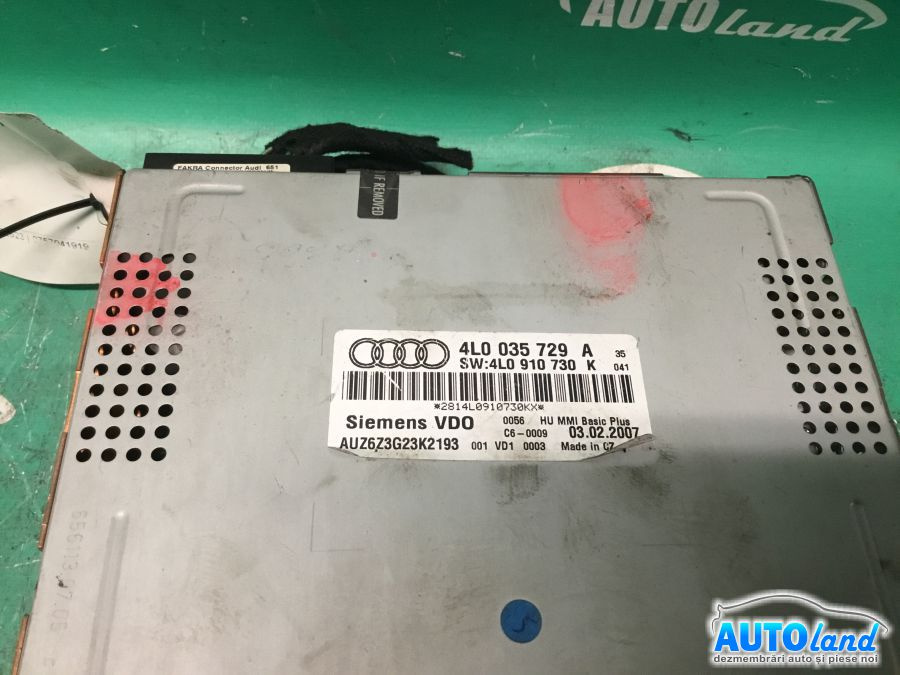 AUTOland
FAKRA Connector Audi 651
IF REMOVED
4L0 035 729 A 35
SW:4L0 910 730 K 041
*2814L0910730KX*
Siemens VDO 0056 HU MMI Basic Plus
C6-0009 03.02.2007
AUZ6Z3G23K2193 001 VD1 0003 Made in CZ
AUTOland
dezmembrări auto și piese noi